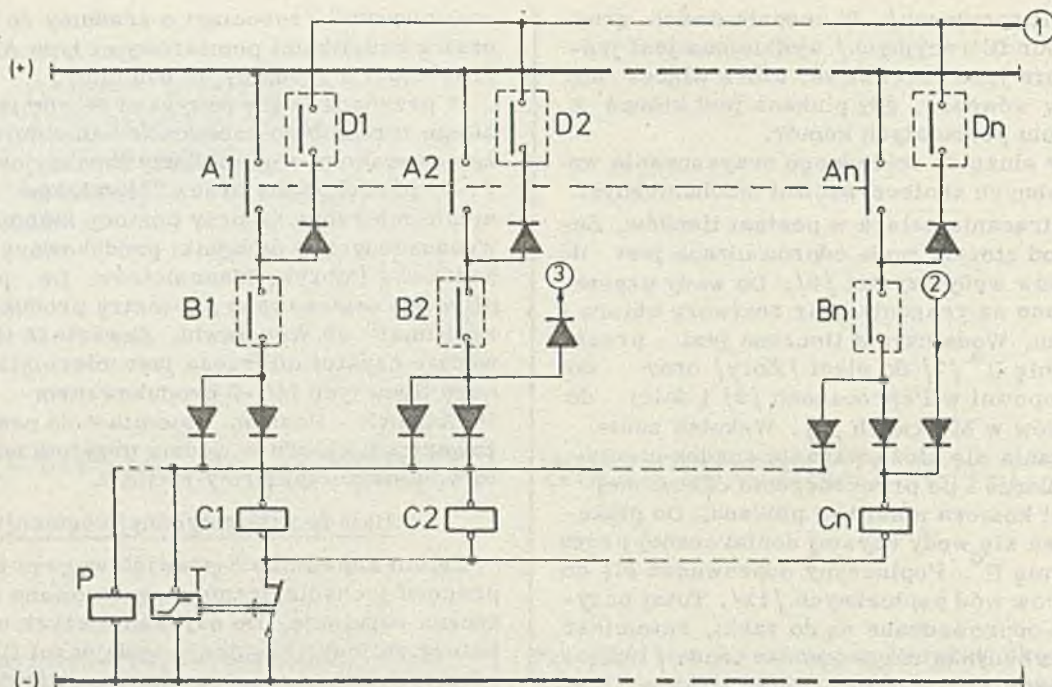 1
(+)
D1 D2 Dn
A1 A2 An
3 2
B1 B2 Bn
C1 C2 Cn
P T
(-)